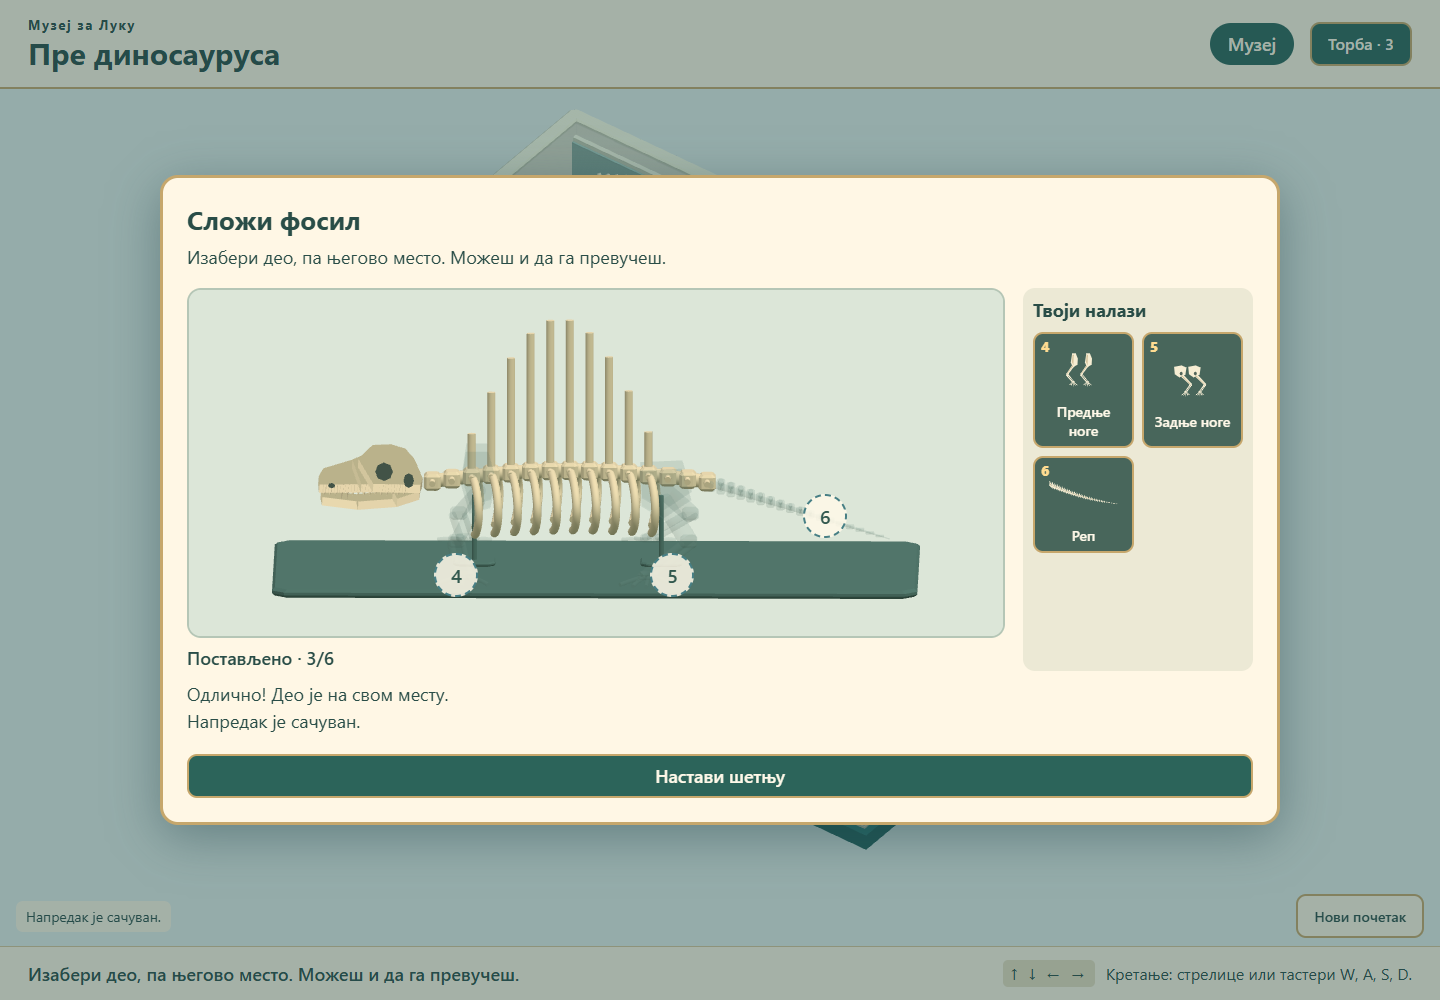 Музеј за Луку
Пре диносауруса
Музеј
Торба · 3
Сложи фосил
Изабери део, па његово место. Можеш и да га превучеш.
4
5
6
Твоји налази
4
Предње
ноге
5
Задње ноге
6
Реп
Постављено · 3/6
Одлично! Део је на свом месту.
Напредак је сачуван.
Настави шетњу
Напредак је сачуван.
Нови почетак
Изабери део, па његово место. Можеш и да га превучеш.
↑ ↓ ← → Кретање: стрелице или тастери W, A, S, D.